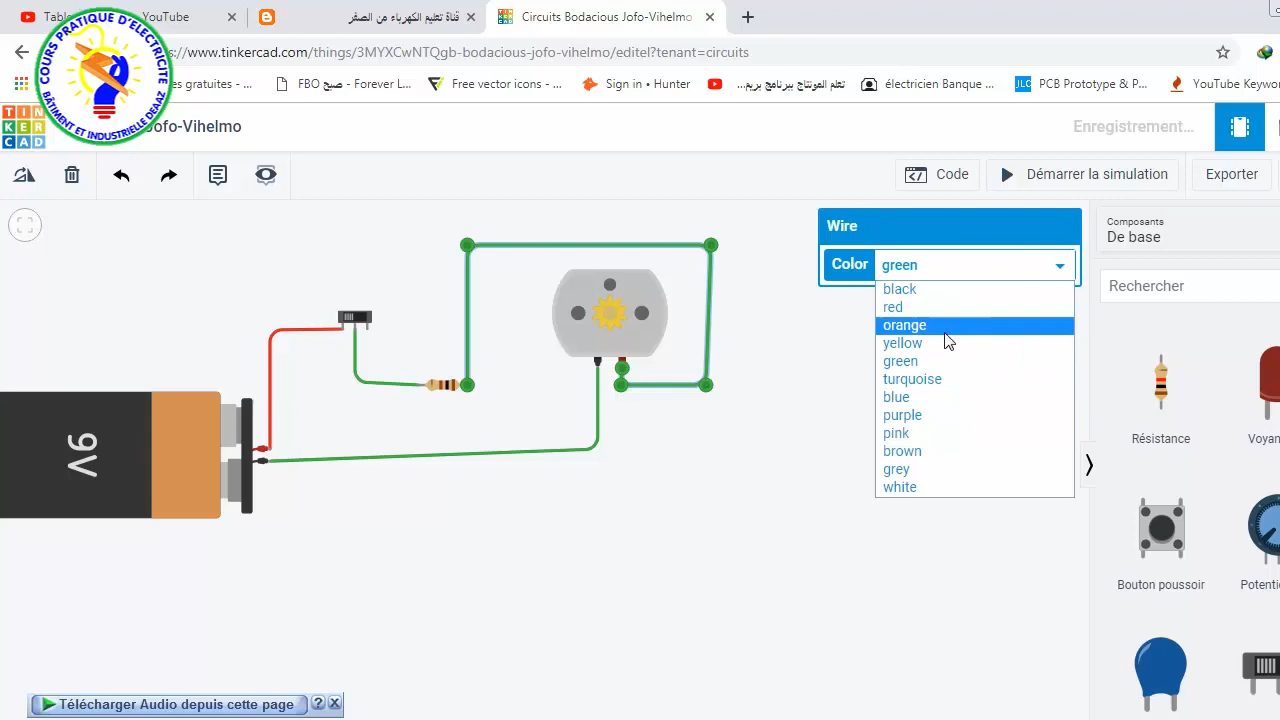 Table
YouTube
قناة تعليم الكهرباء من الصفر
Circuits Bodacious Jofo-Vihelmo
://www.tinkercad.com/things/3MYXCwNTQgb-bodacious-jofo-vihelmo/editel?tenant=circuits
es gratuites - ...
FBO صبح - Forever L...
Free vector icons - ...
Sign in • Hunter
تعلم المونتاج ببرنامج بريم...
électricien Banque ...
JLC
PCB Prototype & P...
YouTube Keywo
COURS PRATIQUE D'ELECTRICITE
BÂTIMENT ET INDUSTRIELLE DEAAZ
TIN
KER
CAD
Jofo-Vihelmo
Enregistrement...
Code
Démarrer la simulation
Exporter
Wire
Color
green
black
red
orange
yellow
green
turquoise
blue
purple
pink
brown
grey
white
Composants
De base
Rechercher
9V
Résistance
Voyan
Bouton poussoir
Potenti
Télécharger Audio depuis cette page